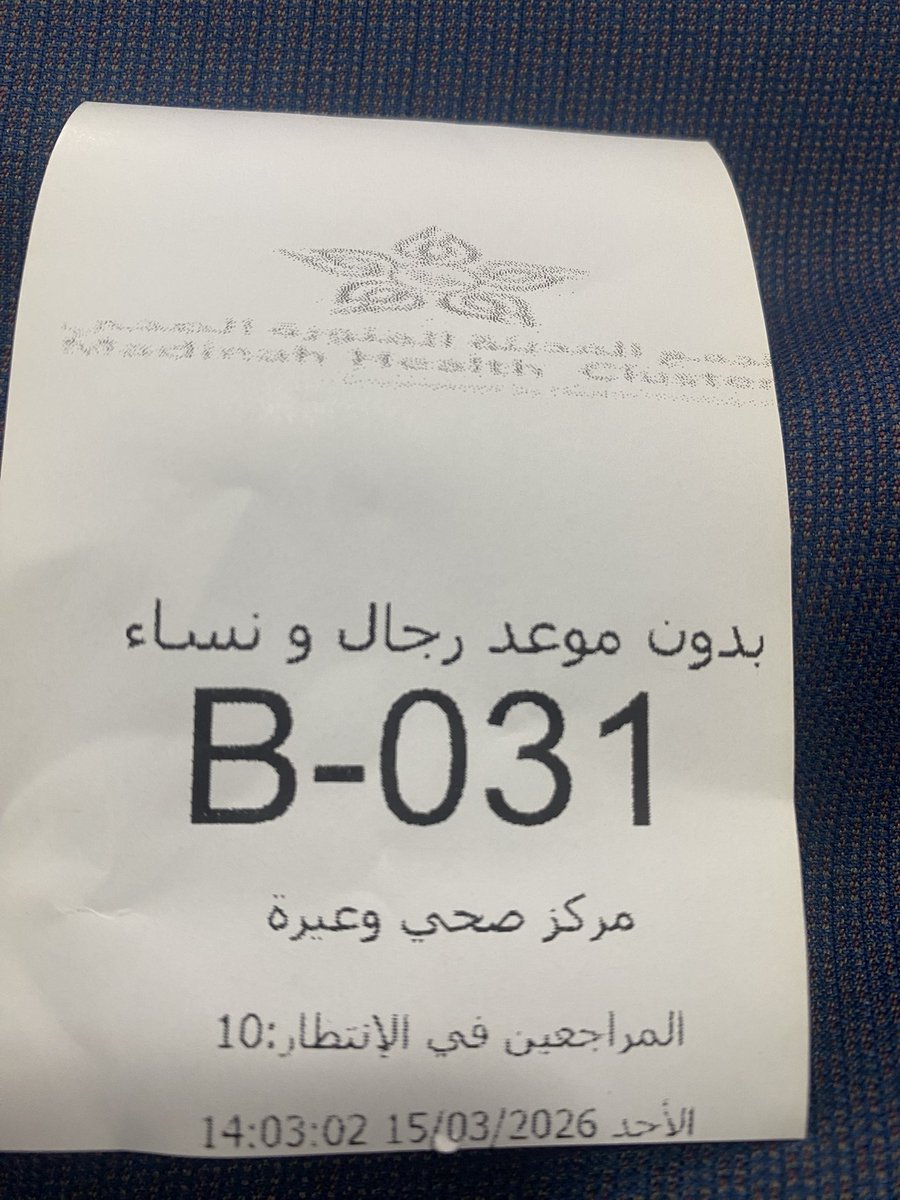 تجمع المدينة المنورة الصحي
Madinah Health Cluster
بدون موعد رجال و نساء
B-031
مركز صحي وعيرة
المراجعين في الإنتظار:10
الأحد 15/03/2026 14:03:02